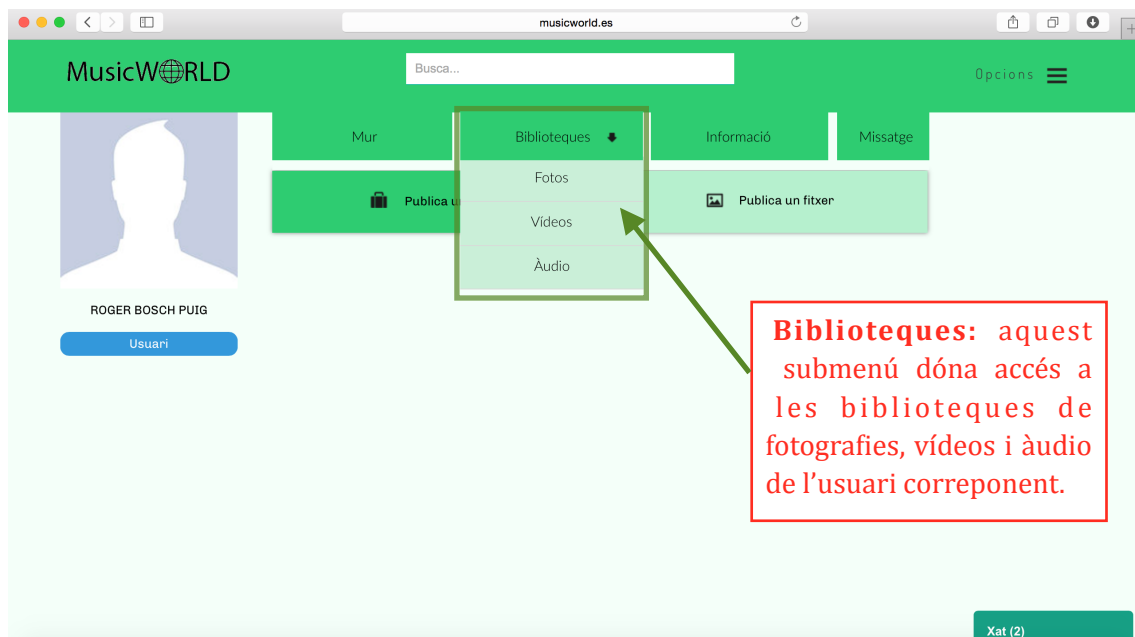 musicworld.es
MusicWRLD
Busca...
Opcions
Mur
Biblioteques
Informació
Missatge
Fotos
Vídeos
Àudio
Publica u
Publica un fitxer
ROGER BOSCH PUIG
Usuari
Biblioteques: aquest
submenú dóna accés a
les biblioteques de
fotografies, vídeos i àudio
de l’usuari correponent.
Xat (2)